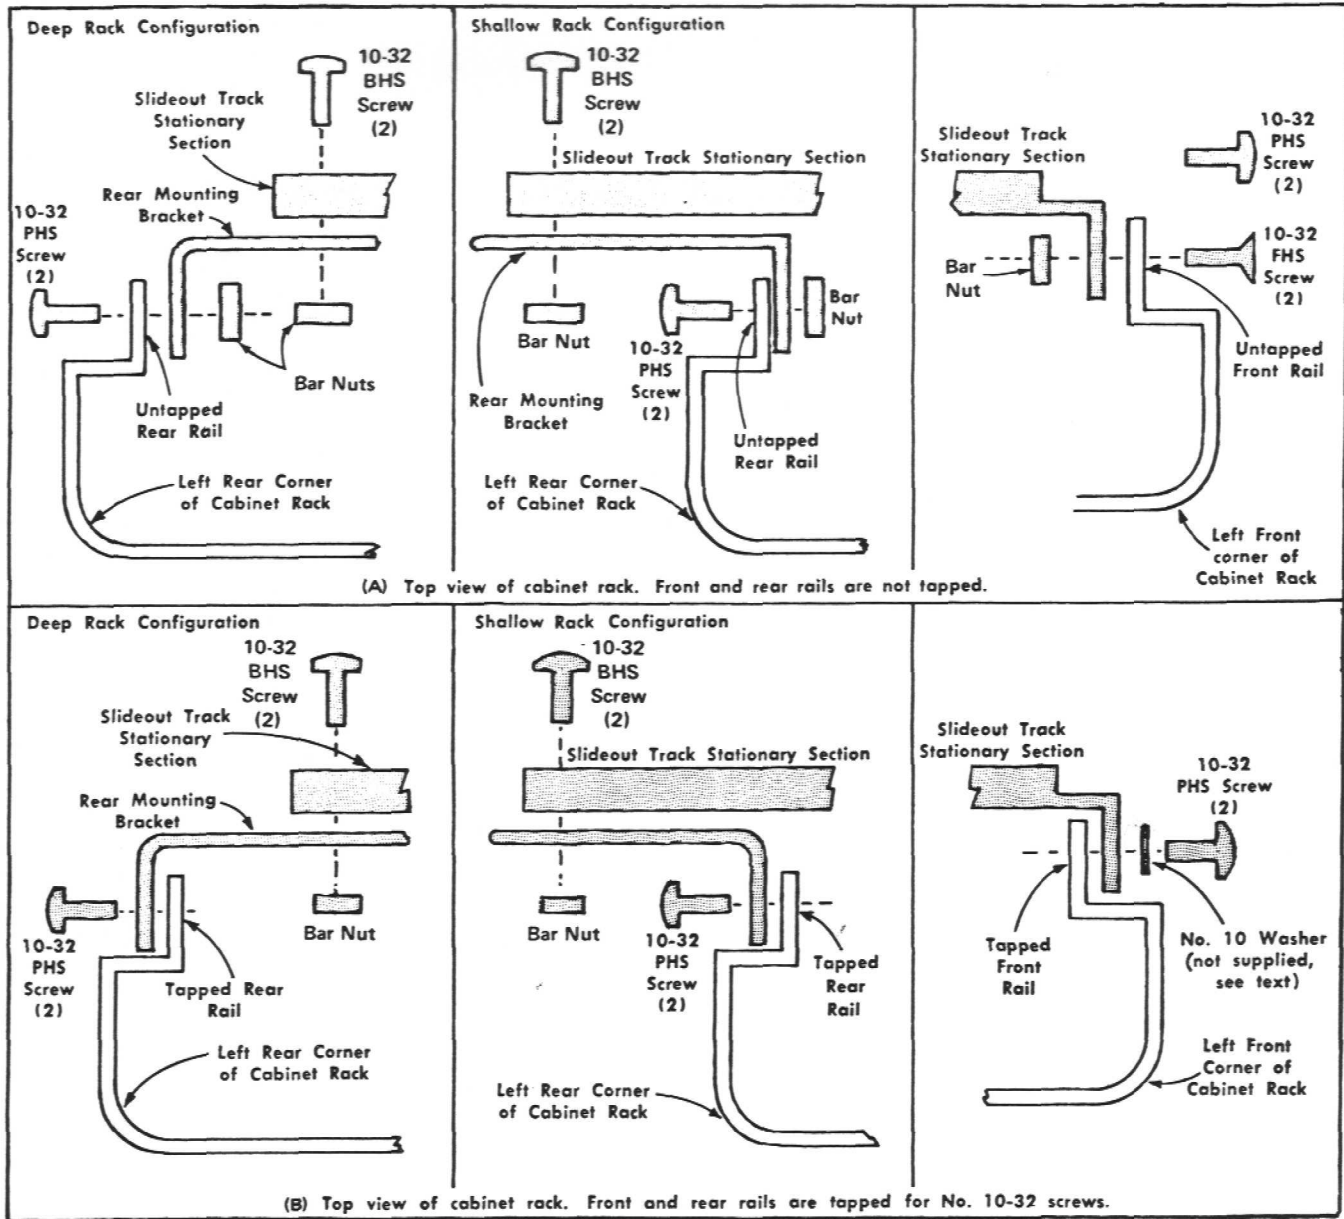 Deep Rack Configuration
10-32
BHS
Screw
(2)
Slideout Track
Stationary
Section
Rear Mounting
Bracket
10-32
PHS
Screw
(2)
Bar Nuts
Untapped
Rear Rail
Left Rear Corner
of Cabinet Rack
Shallow Rack Configuration
10-32
BHS
Screw
(2)
Slideout Track Stationary Section
Bar
Nut
Bar Nut
10-32
PHS
Screw
(2)
Rear Mounting
Bracket
Untapped
Rear Rail
Left Rear Corner
of Cabinet Rack
Slideout Track
Stationary Section
10-32
PHS
Screw
(2)
10-32
FHS
Screw
(2)
Bar
Nut
Untapped
Front Rail
Left Front
corner of
Cabinet Rack
(A) Top view of cabinet rack. Front and rear rails are not tapped.
Deep Rack Configuration
10-32
BHS
Screw
(2)
Slideout Track
Stationary
Section
Rear Mounting
Bracket
10-32
PHS
Screw
(2)
Bar Nut
Tapped Rear
Rail
Left Rear Corner
of Cabinet Rack
Shallow Rack Configuration
10-32
BHS
Screw
(2)
Slideout Track Stationary Section
Bar Nut
10-32
PHS
Screw
(2)
Tapped
Rear
Rail
Left Rear Corner
of Cabinet Rack
Slideout Track
Stationary Section
10-32
PHS Screw
(2)
Tapped
Front
Rail
No. 10 Washer
(not supplied,
see text)
Left Front
Corner of
Cabinet Rack
(B) Top view of cabinet rack. Front and rear rails are tapped for No. 10-32 screws.